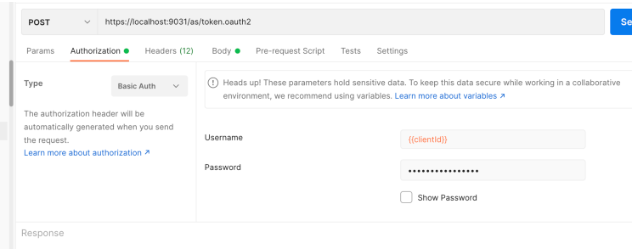 POST https://localhost:9031/as/token.oauth2
Params Authorization Headers (12) Body Pre-request Script Tests Settings
Type Basic Auth
The authorization header will be
automatically generated when you send
the request.
Learn more about authorization ↗
Heads up! These parameters hold sensitive data. To keep this data secure while working in a collaborative
environment, we recommend using variables. Learn more about variables ↗
Username {{clientId}}
Password ••••••••••••••••
Show Password
Response